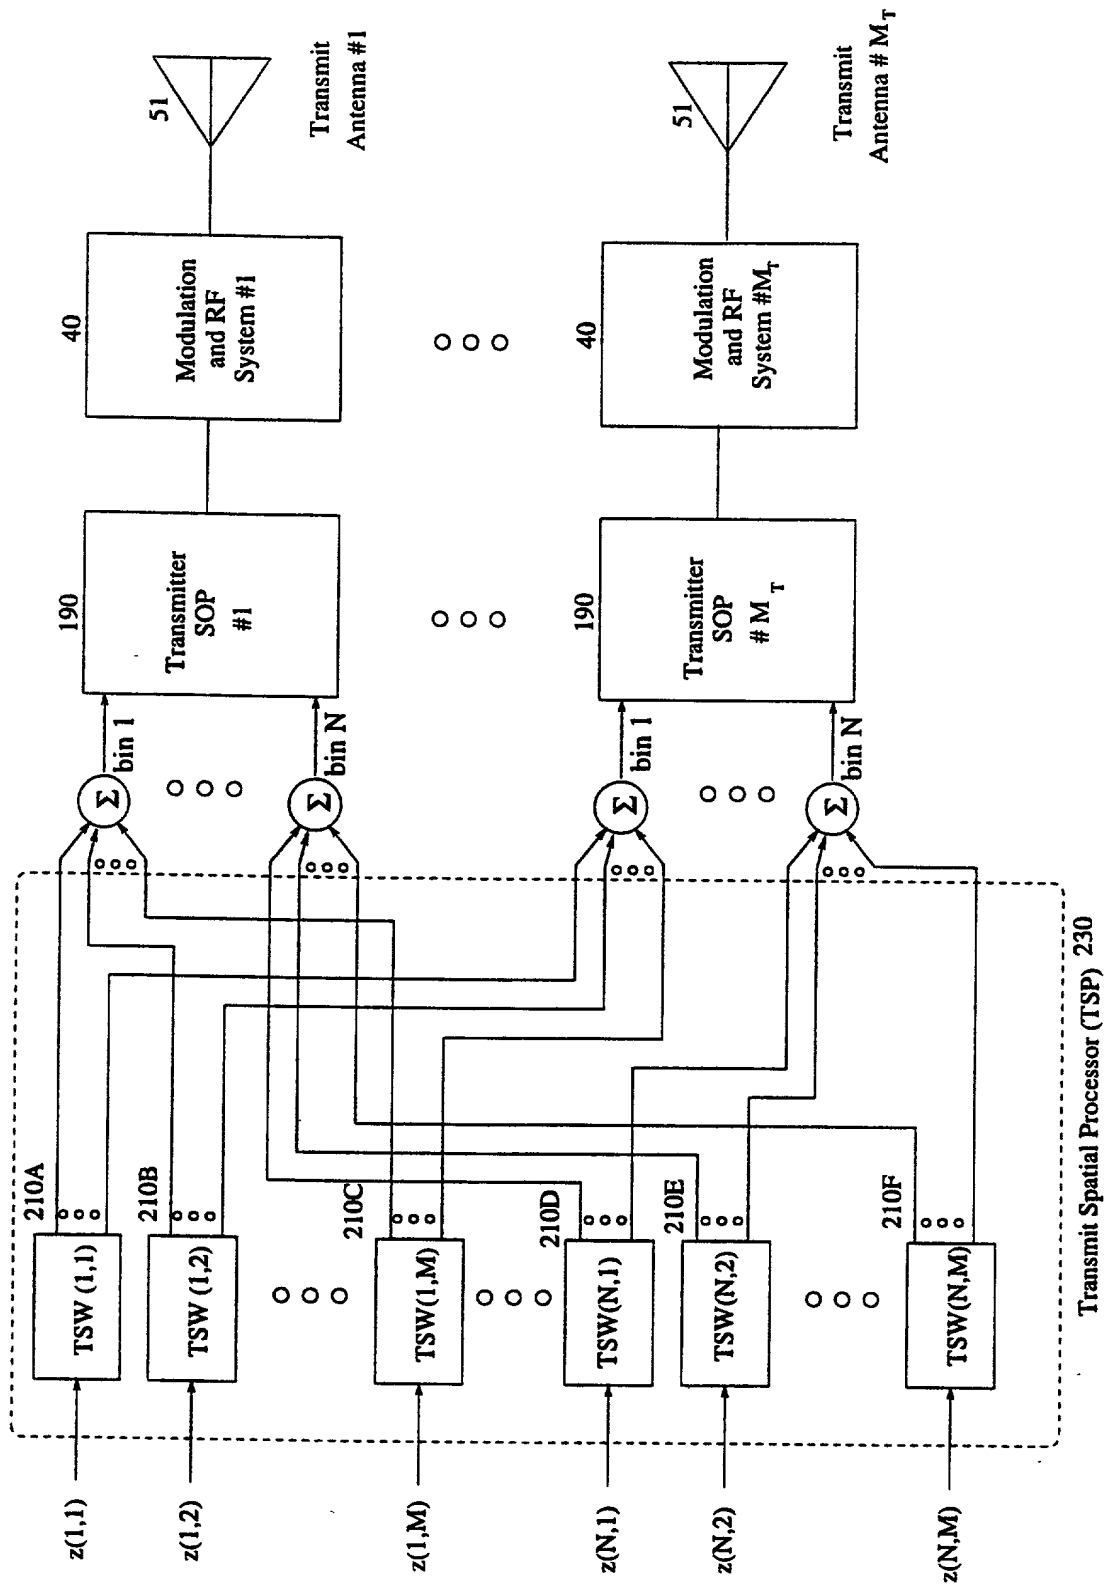 z(1,1)
z(1,2)
z(1,M)
z(N,1)
z(N,2)
z(N,M)
TSW (1,1)
TSW (1,2)
TSW(1,M)
TSW(N,1)
TSW(N,2)
TSW(N,M)
210A
210B
210C
210D
210E
210F
Transmit Spatial Processor (TSP) 230
Σ
bin 1
Σ
bin N
Σ
bin 1
Σ
bin N
190
Transmitter
SOP
#1
190
Transmitter
SOP
# M T
40
Modulation
and RF
System #1
40
Modulation
and RF
System #MT
51
Transmit
Antenna #1
51
Transmit
Antenna # MT